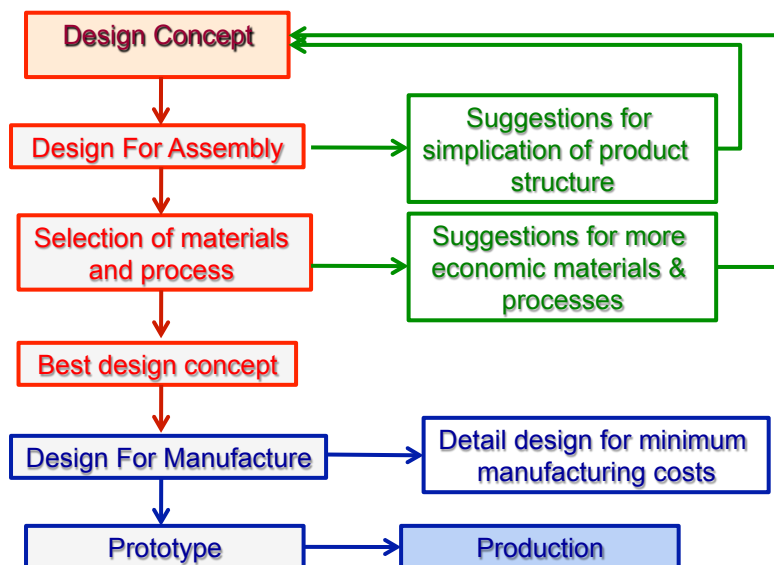 Design Concept
Design For Assembly
Suggestions for
simplication of product
structure
Selection of materials
and process
Suggestions for more
economic materials &
processes
Best design concept
Design For Manufacture
Detail design for minimum
manufacturing costs
Prototype
Production